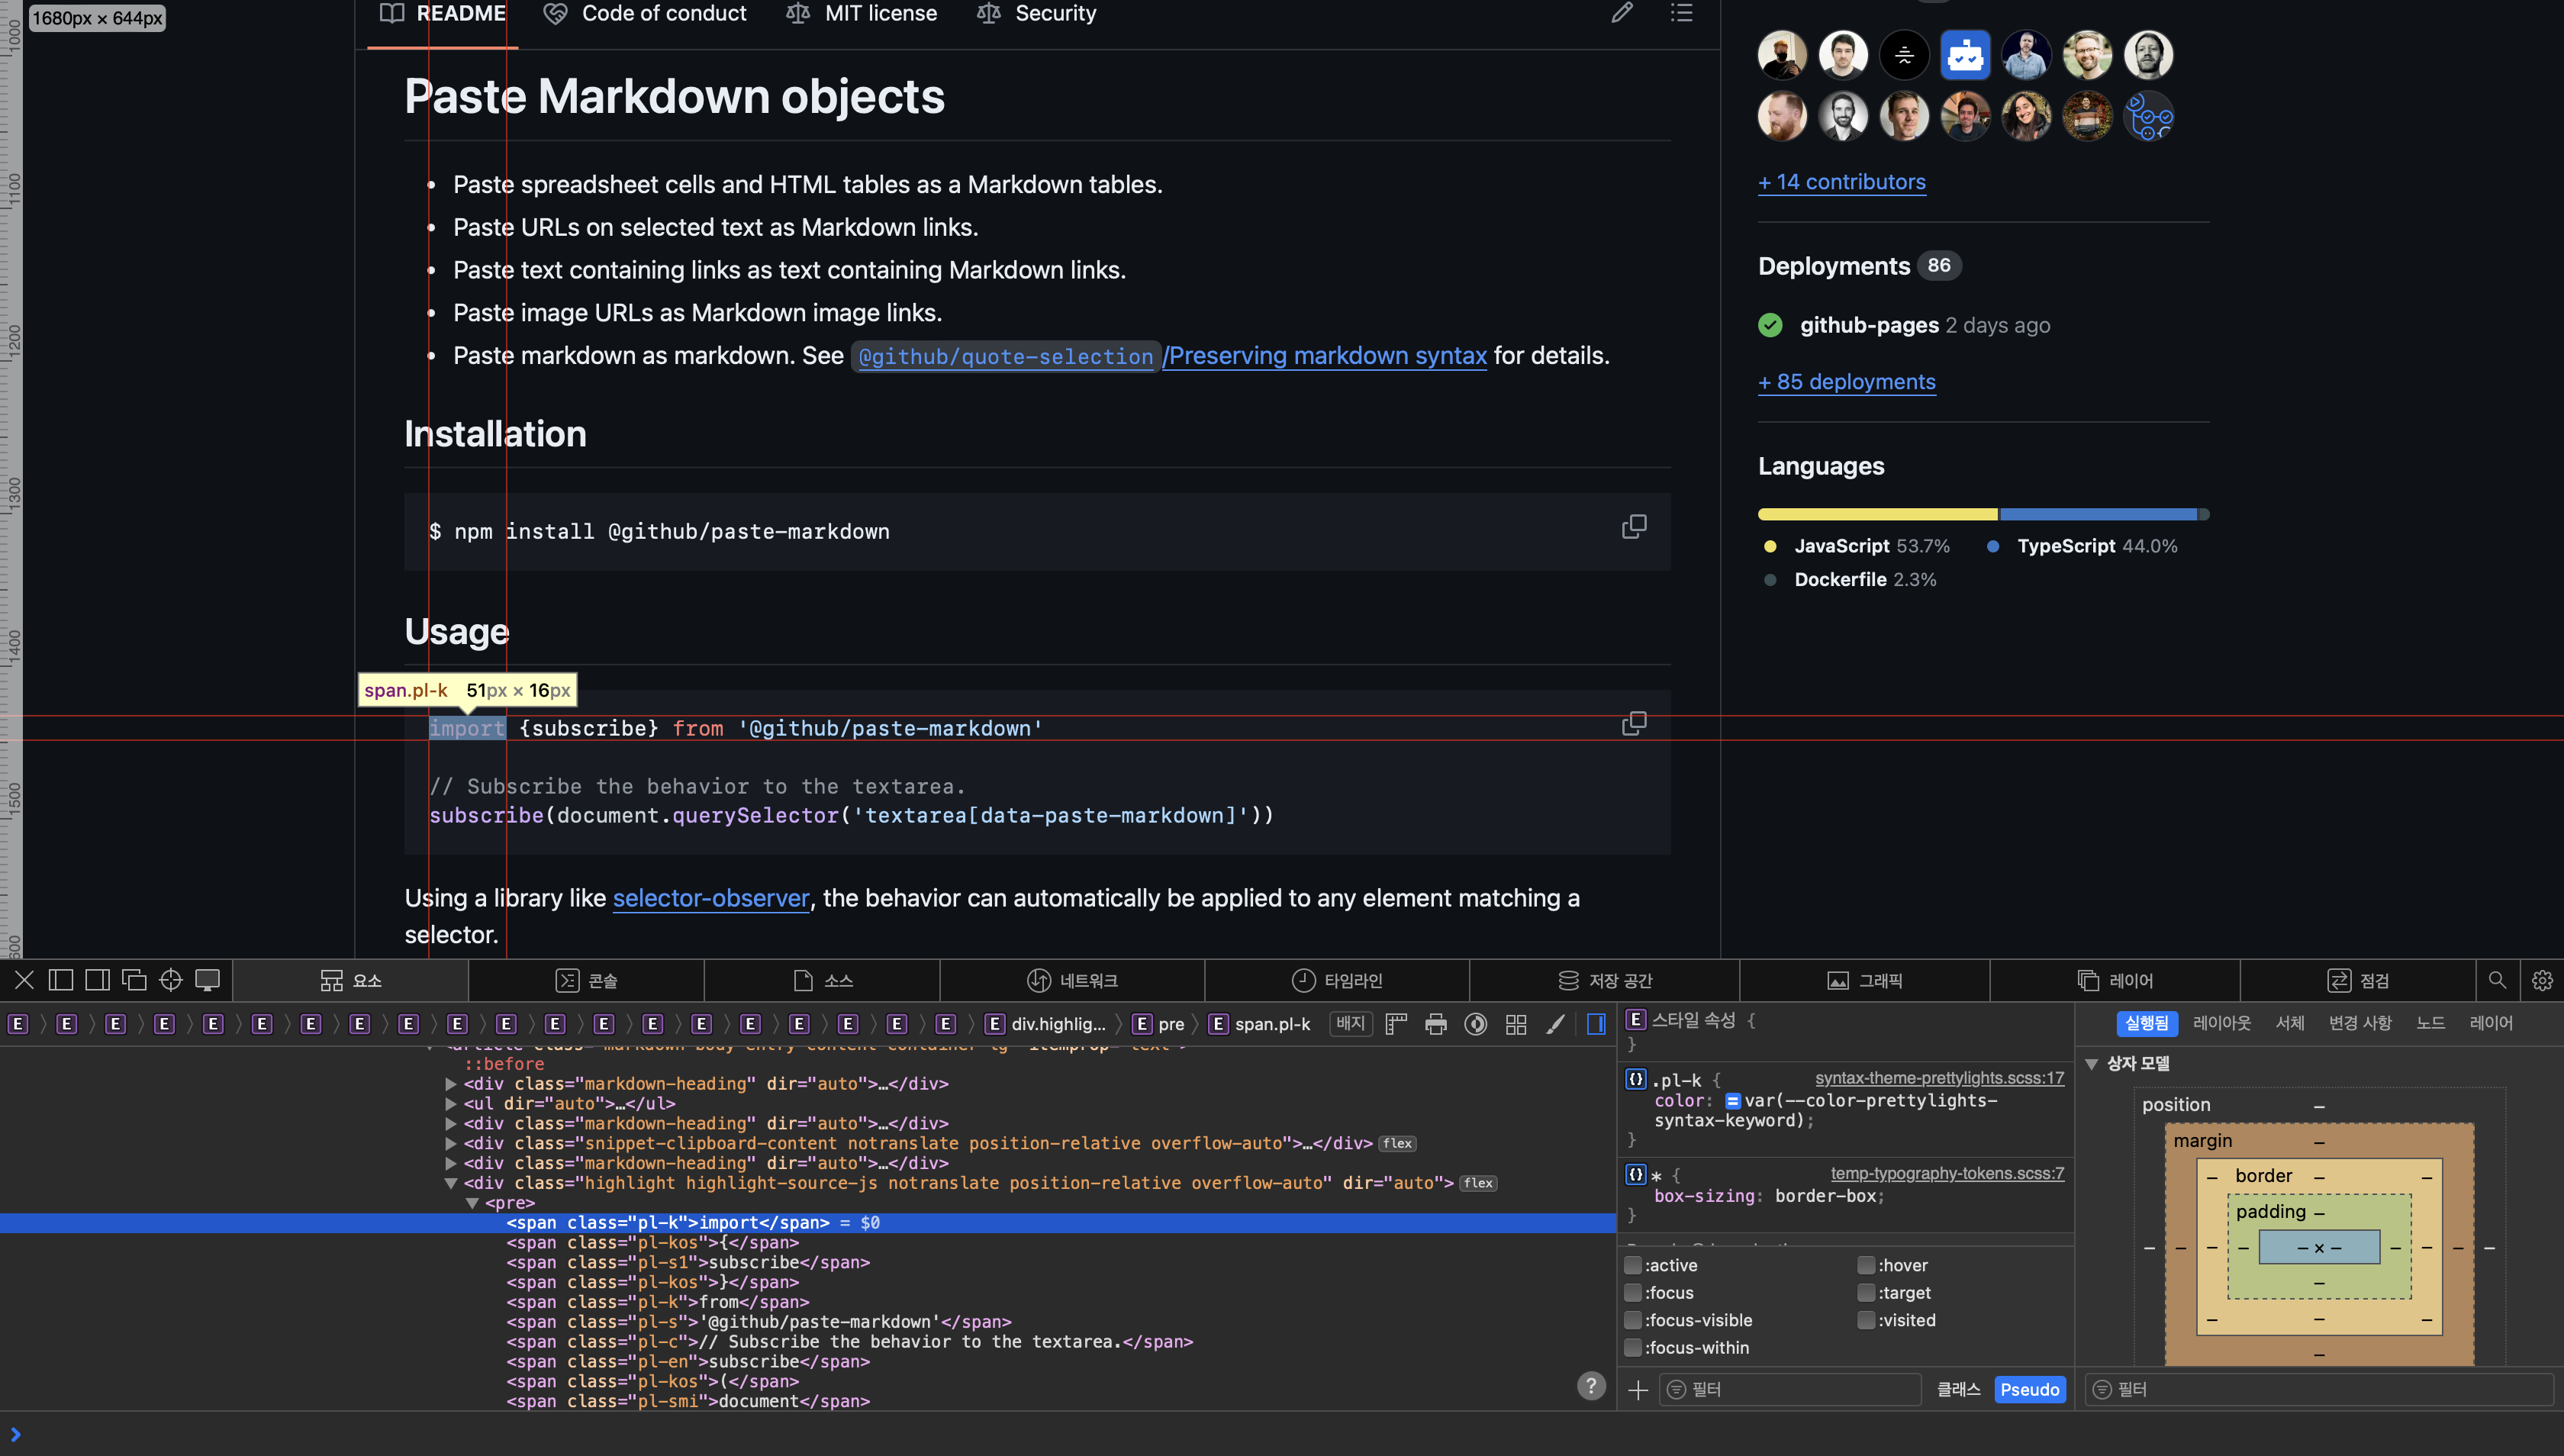 1680px × 644px
1000
1100
1200
1300
1400
1500
README
Code of conduct
MIT license
Security
Paste Markdown objects
Paste spreadsheet cells and HTML tables as a Markdown tables.
Paste URLs on selected text as Markdown links.
Paste text containing links as text containing Markdown links.
Paste image URLs as Markdown image links.
Paste markdown as markdown. See @github/quote-selection/Preserving markdown syntax for details.
Installation
$ npm install @github/paste-markdown
Usage
span.pl-k 51px × 16px
import {subscribe} from '@github/paste-markdown'
// Subscribe the behavior to the textarea.
subscribe(document.querySelector('textarea[data-paste-markdown]'))
Using a library like selector-observer, the behavior can automatically be applied to any element matching a
selector.
+ 14 contributors
Deployments 86
github-pages 2 days ago
+ 85 deployments
Languages
JavaScript 53.7% TypeScript 44.0%
Dockerfile 2.3%
요소
콘솔
소스
네트워크
타임라인
저장 공간
그래픽
레이어
점검
E E E E E E E E E E E E E E E E E E E E E div.highlig... E pre E span.pl-k
배지
::before
<div class="markdown-heading" dir="auto">…</div>
<ul dir="auto">…</ul>
<div class="markdown-heading" dir="auto">…</div>
<div class="snippet-clipboard-content notranslate position-relative overflow-auto">…</div> flex
<div class="markdown-heading" dir="auto">…</div>
<div class="highlight highlight-source-js notranslate position-relative overflow-auto" dir="auto"> flex
<pre>
<span class="pl-k">import</span> = $0
<span class="pl-kos">{</span>
<span class="pl-s1">subscribe</span>
<span class="pl-kos">}</span>
<span class="pl-k">from</span>
<span class="pl-s">'@github/paste-markdown'</span>
<span class="pl-c">// Subscribe the behavior to the textarea.</span>
<span class="pl-en">subscribe</span>
<span class="pl-kos">(</span>
<span class="pl-smi">document</span>
?
E 스타일 속성 {
}
{} .pl-k { syntax-theme-prettylights.scss:17
color: = var(--color-prettylights-
syntax-keyword);
}
{} * { temp-typography-tokens.scss:7
box-sizing: border-box;
}
:active :hover
:focus :target
:focus-visible :visited
:focus-within
필터 클래스 Pseudo
실행됨 레이아웃 서체 변경 사항 노드 레이어
상자 모델
position –
margin –
– border – –
padding –
– – – – – × – – – – –
–
– – –
–
필터